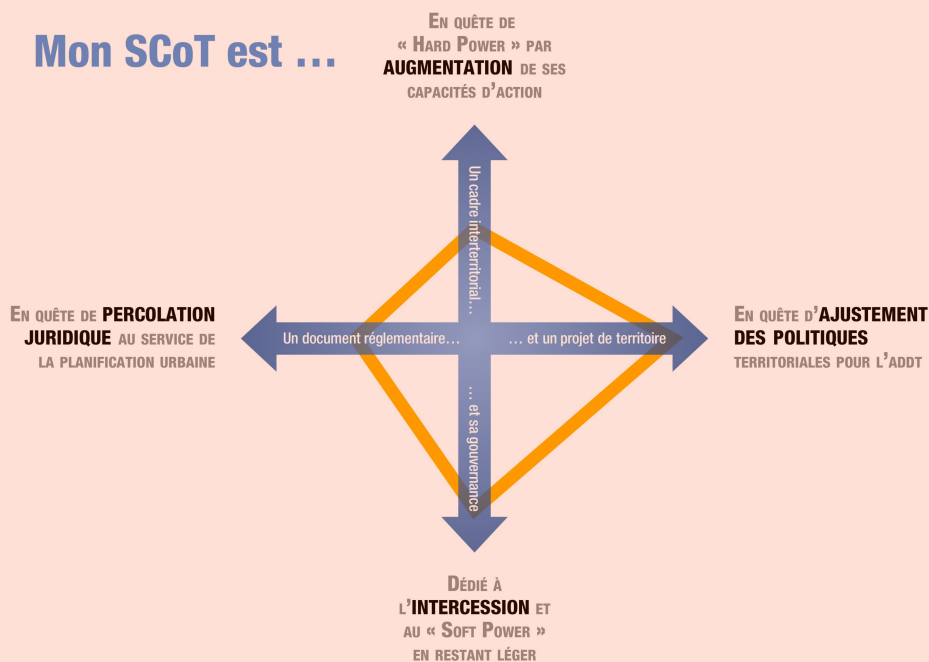 Mon SCoT est …
En quête de
« Hard Power » par
augmentation de ses
capacités d'action
Un cadre interterritorial…
En quête de percolation
juridique au service de
la planification urbaine
Un document réglementaire…
… et un projet de territoire
En quête d'ajustement
des politiques
territoriales pour l'addt
… et sa gouvernance
Dédié à
l'intercession et
au « Soft Power »
en restant léger